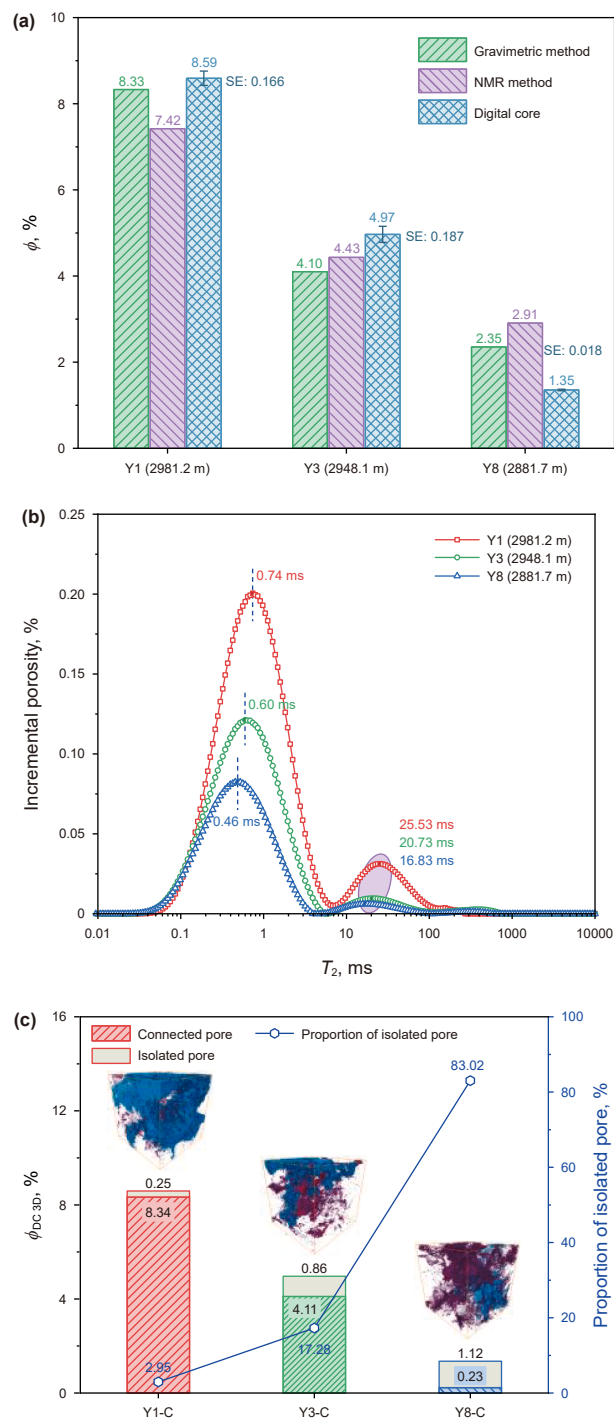 (a)
Gravimetric method
NMR method
Digital core
8.33
7.42
8.59
SE: 0.166
4.10
4.43
4.97
SE: 0.187
2.35
2.91
SE: 0.018
1.35
ϕ, %
10
8
6
4
2
0
Y1 (2981.2 m)
Y3 (2948.1 m)
Y8 (2881.7 m)
(b)
Y1 (2981.2 m)
Y3 (2948.1 m)
Y8 (2881.7 m)
0.74 ms
0.60 ms
0.46 ms
25.53 ms
20.73 ms
16.83 ms
Incremental porosity, %
0.25
0.20
0.15
0.10
0.05
0
0.01
0.1
1
10
100
1000
10000
T2, ms
(c)
Connected pore
Isolated pore
Proportion of isolated pore
83.02
0.25
8.34
2.95
0.86
4.11
17.28
1.12
0.23
ϕDC 3D, %
16
12
8
4
0
Proportion of isolated pore, %
100
80
60
40
20
0
Y1-C
Y3-C
Y8-C